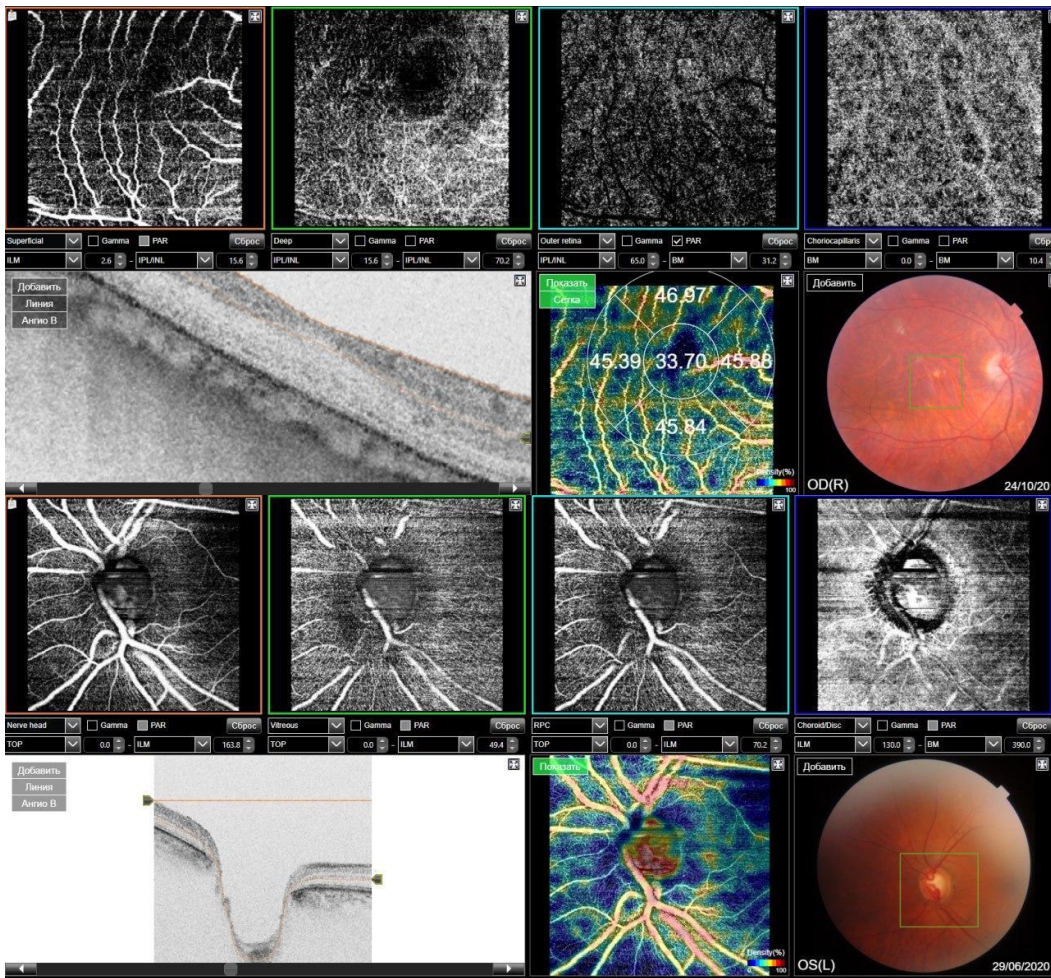 Superficial Gamma PAR Сброс Deep Gamma PAR Сброс Outer retina Gamma PAR Сброс Choriocapillaris Gamma PAR Сброс
ILM 2.6 - IPL/INL 15.6 IPL/INL 15.6 - IPL/INL 70.2 IPL/INL 65.0 - BM 31.2 BM 0.0 - BM 10.4
Добавить
Линия
Ангио В
Показать
Сетка
46.97
45.39 33.70 45.88
45.84
Density(%)
100
Добавить
OD(R) 24/10/20
Nerve head Gamma PAR Сброс Vitreous Gamma PAR Сброс RPC Gamma PAR Сброс Choroid/Disc Gamma PAR Сброс
TOP 0.0 - ILM 163.8 TOP 0.0 - ILM 49.4 TOP 0.0 - ILM 70.2 ILM 130.0 - BM 390.0
Добавить
Линия
Ангио В
Показать
Density(%)
0 100
Добавить
OS(L) 29/06/2020